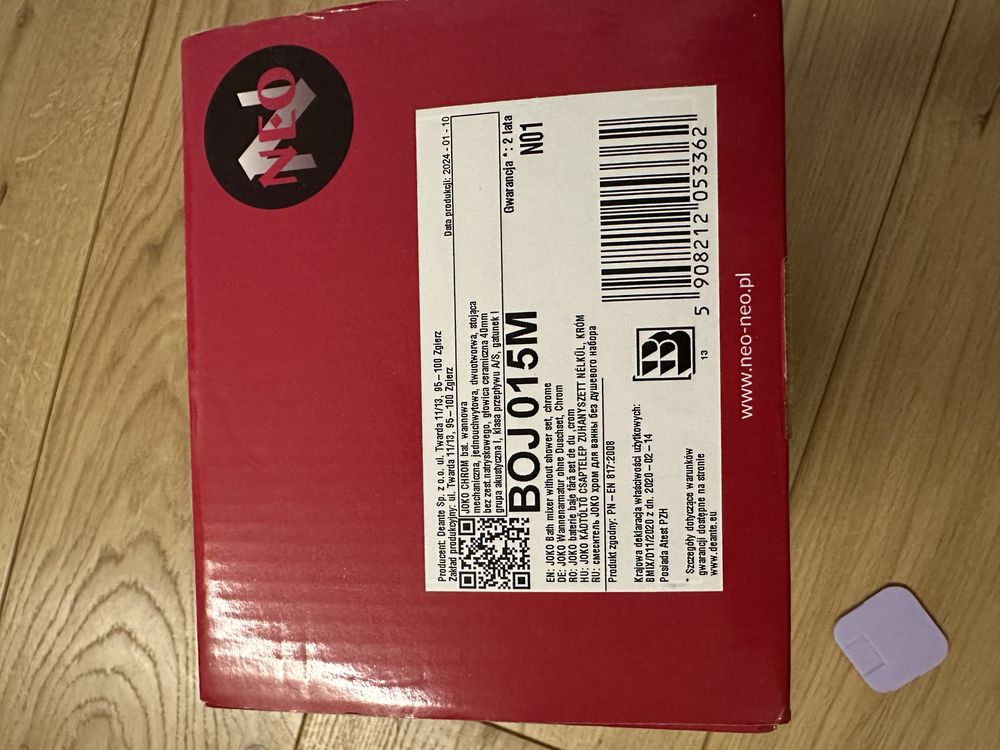 NEO
Producent: Deante Sp. z o.o. ul. Twarda 11/13, 95-100 Zgierz
Zakład produkcyjny: ul. Twarda 11/13, 95-100 Zgierz
Data produkcji: 2024-01-10
JOKO CHROM bat. wannowa
mechaniczna, jednouchwytowa, dwuotworowa, stojąca
bez zest.natryskowego, głowica ceramiczna 40mm
grupa akustyczna I, klasa przepływu A/S, gatunek I
Gwarancja *: 2 lata
BOJ 015M
N01
EN: JOKO Bath mixer without shower set, chrome
DE: JOKO Wannenarmatur ohne Duschset, Chrom
RO: JOKO baterie baie fără set de du ,crom
HU: JOKO KÁDTÖLTŐ CSAPTELEP ZUHANYSZETT NÉLKÜL, KRÓM
RU: смеситель JOKO хром для ванны без душевого набора
Produkt zgodny: PN-EN 817:2008
Krajowa deklaracja właściwości użytkowych:
BMIX/D11/2020 z dn. 2020-02-14
Posiada Atest PZH
B
13
5 908212 053362
* Szczegóły dotyczące warunków
gwarancji dostępne na stronie
www.deante.eu
www.neo-neo.pl